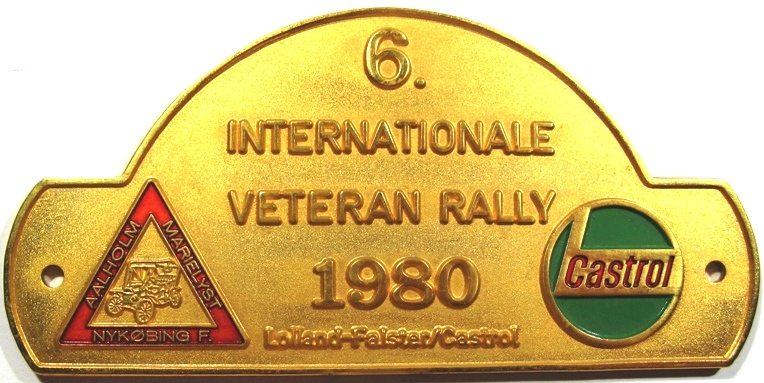 6.
INTERNATIONALE
VETERAN RALLY
1980
Lolland-Falster/Castrol
AALHOLM
MARIELYST
NYKØBING F.
Castrol